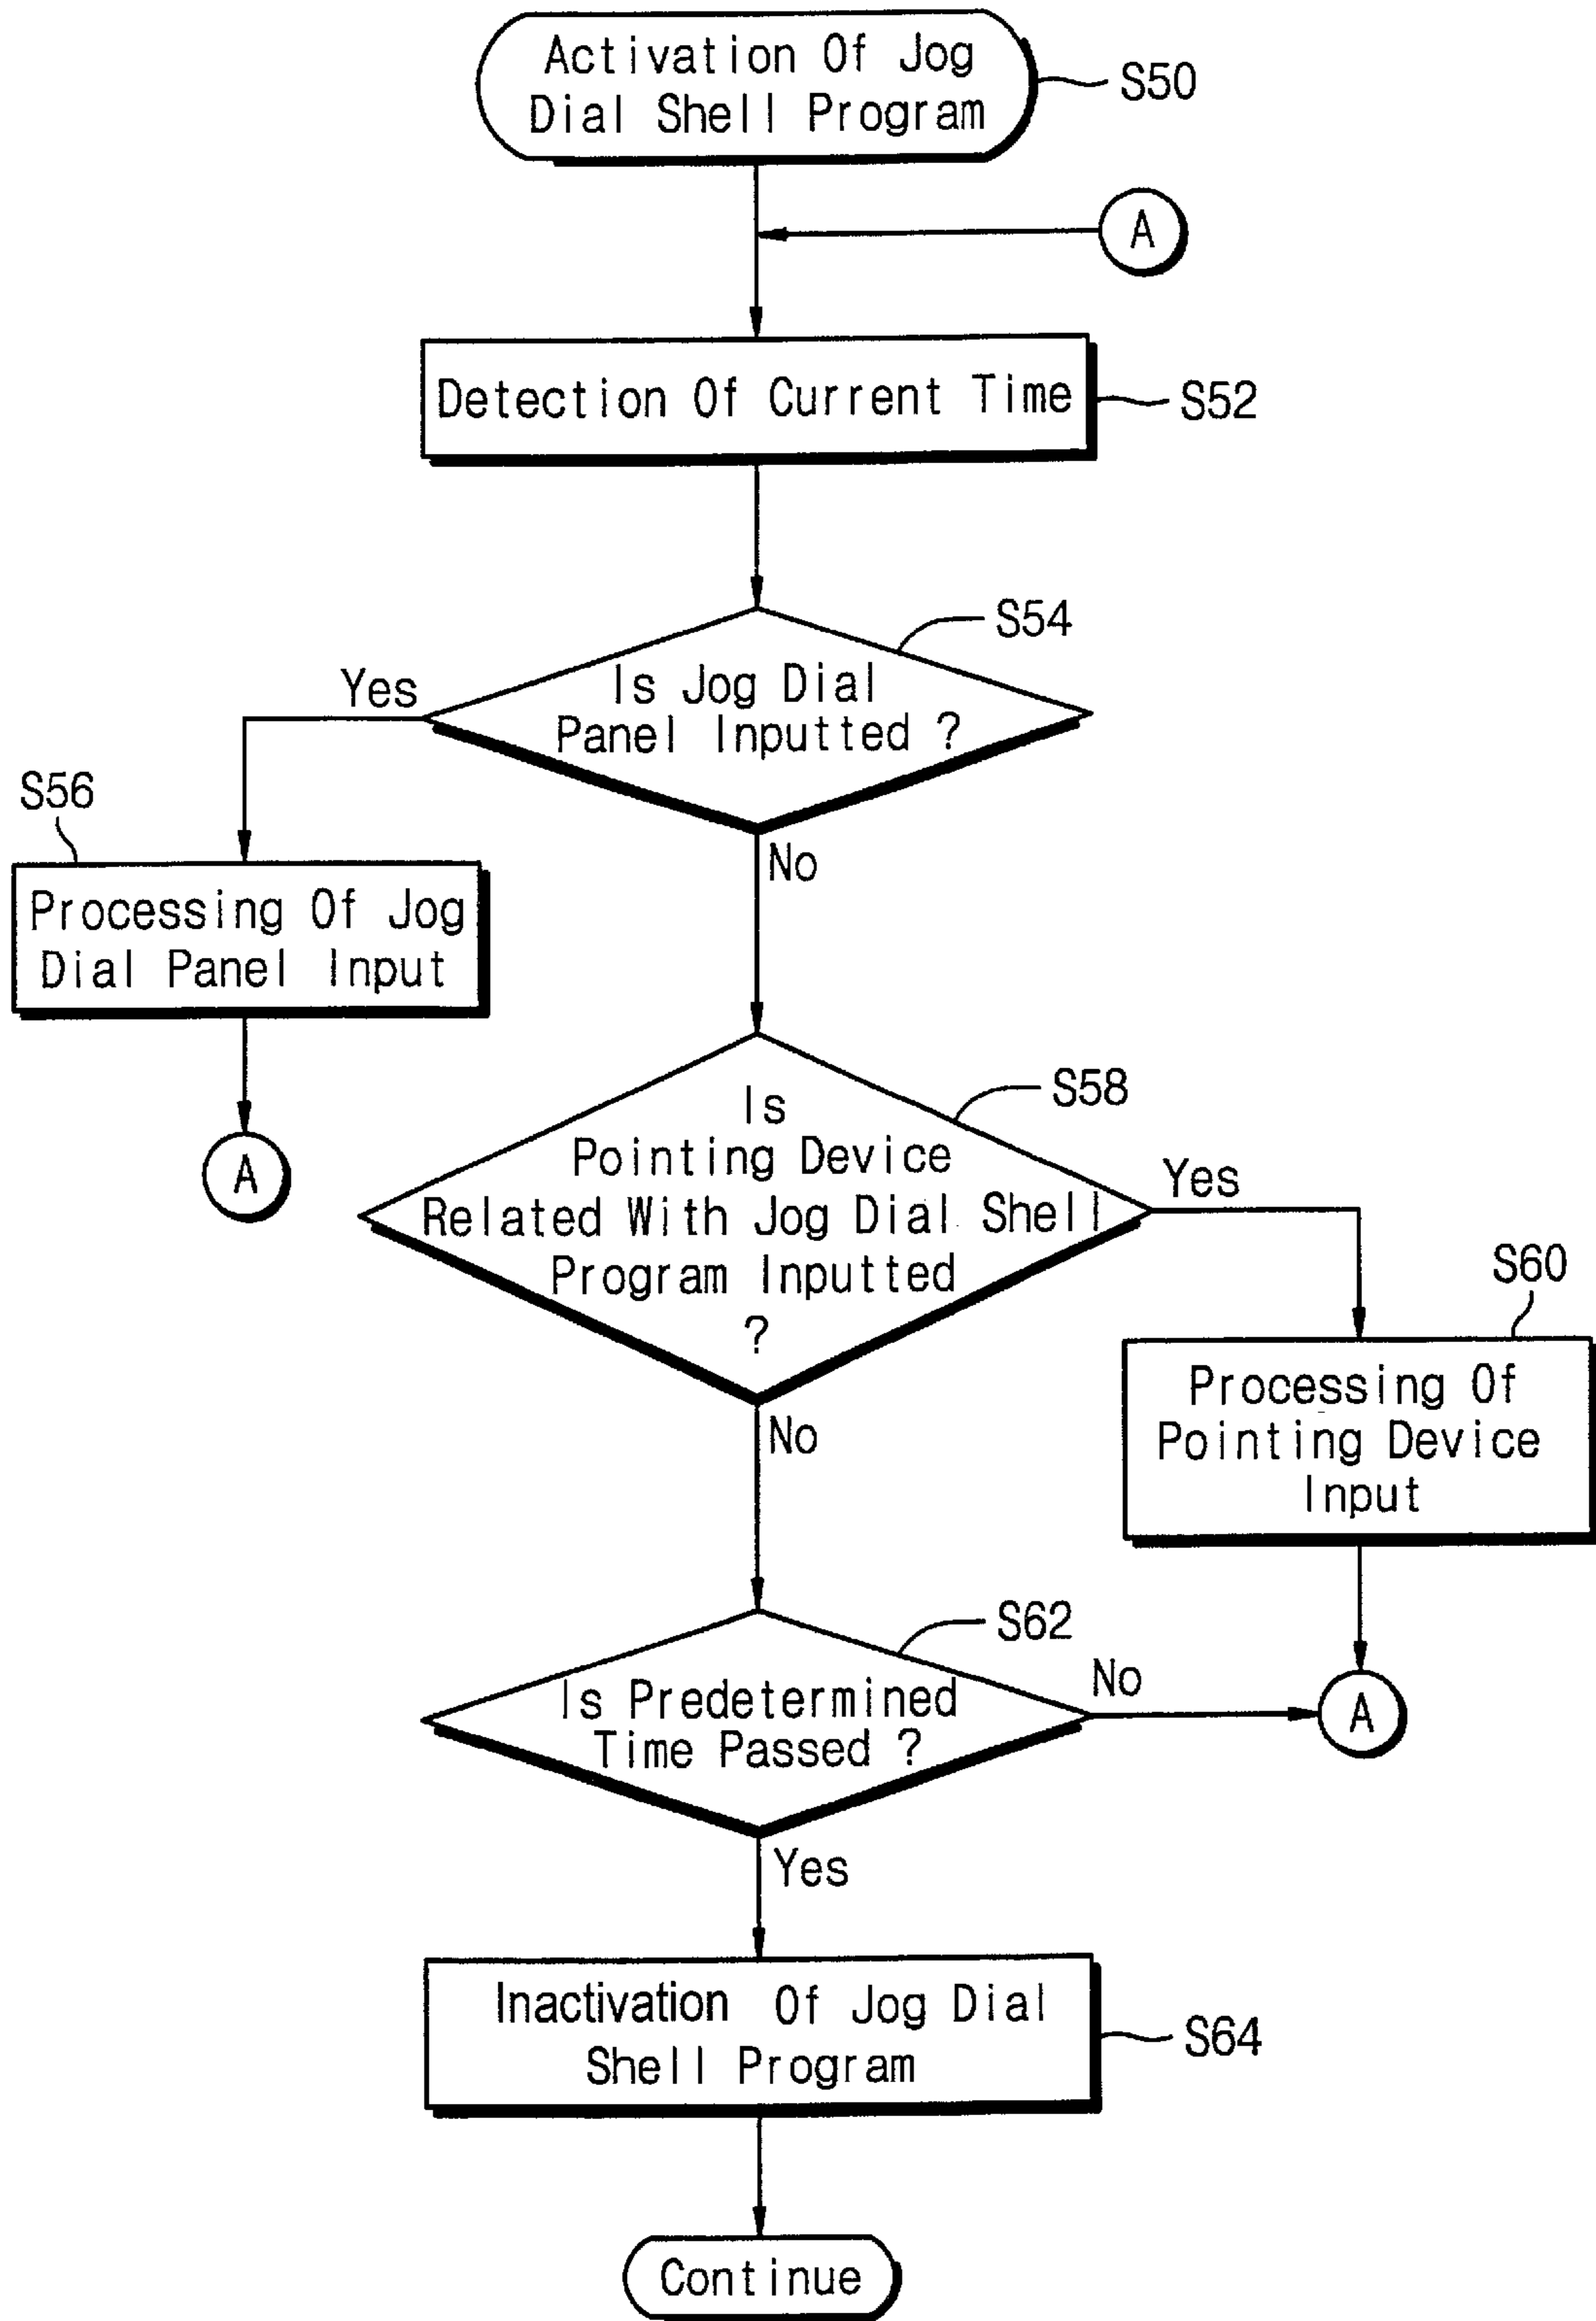 Activation Of Jog
Dial Shell Program
S50
A
Detection Of Current Time
S52
S54
Is Jog Dial
Panel Inputted ?
Yes
No
S56
Processing Of Jog
Dial Panel Input
A
S58
Is
Pointing Device
Related With Jog Dial Shell
Program Inputted
?
Yes
No
S60
Processing Of
Pointing Device
Input
S62
Is Predetermined
Time Passed ?
No
A
Yes
Inactivation Of Jog Dial
Shell Program
S64
Continue